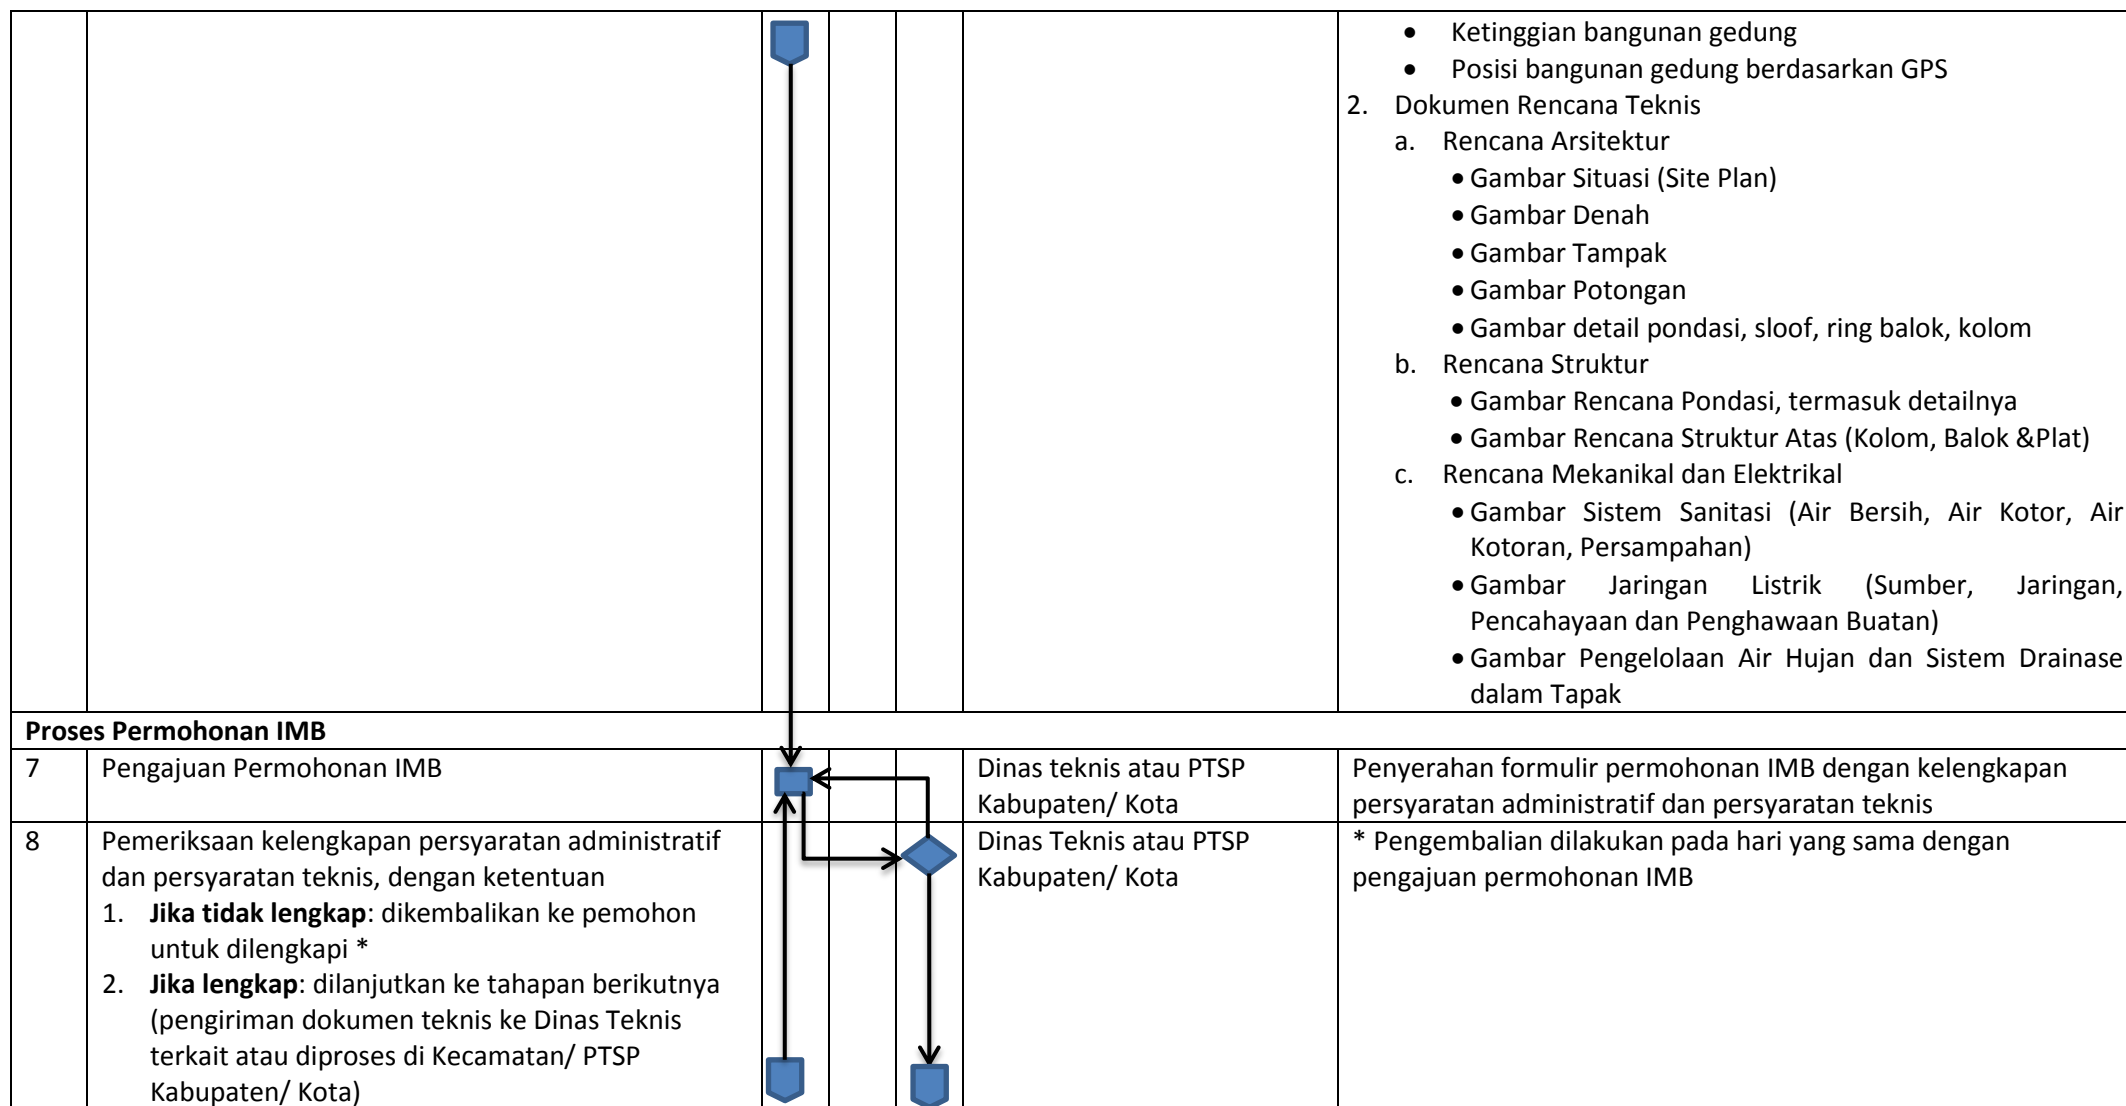 • Ketinggian bangunan gedung
• Posisi bangunan gedung berdasarkan GPS
2. Dokumen Rencana Teknis
a. Rencana Arsitektur
• Gambar Situasi (Site Plan)
• Gambar Denah
• Gambar Tampak
• Gambar Potongan
• Gambar detail pondasi, sloof, ring balok, kolom
b. Rencana Struktur
• Gambar Rencana Pondasi, termasuk detailnya
• Gambar Rencana Struktur Atas (Kolom, Balok &Plat)
c. Rencana Mekanikal dan Elektrikal
• Gambar Sistem Sanitasi (Air Bersih, Air Kotor, Air
Kotoran, Persampahan)
• Gambar Jaringan Listrik (Sumber, Jaringan,
Pencahayaan dan Penghawaan Buatan)
• Gambar Pengelolaan Air Hujan dan Sistem Drainase
dalam Tapak
Proses Permohonan IMB
7
Pengajuan Permohonan IMB
Dinas teknis atau PTSP
Kabupaten/ Kota
Penyerahan formulir permohonan IMB dengan kelengkapan
persyaratan administratif dan persyaratan teknis
8
Pemeriksaan kelengkapan persyaratan administratif
dan persyaratan teknis, dengan ketentuan
1. Jika tidak lengkap: dikembalikan ke pemohon
untuk dilengkapi *
2. Jika lengkap: dilanjutkan ke tahapan berikutnya
(pengiriman dokumen teknis ke Dinas Teknis
terkait atau diproses di Kecamatan/ PTSP
Kabupaten/ Kota)
Dinas Teknis atau PTSP
Kabupaten/ Kota
* Pengembalian dilakukan pada hari yang sama dengan
pengajuan permohonan IMB